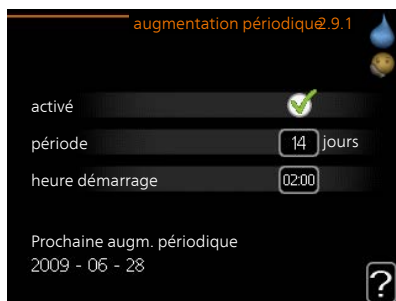 augmentation périodique2.9.1
activé
période 14 jours
heure démarrage 02:00
Prochaine augm. périodique
2009 - 06 - 28
?